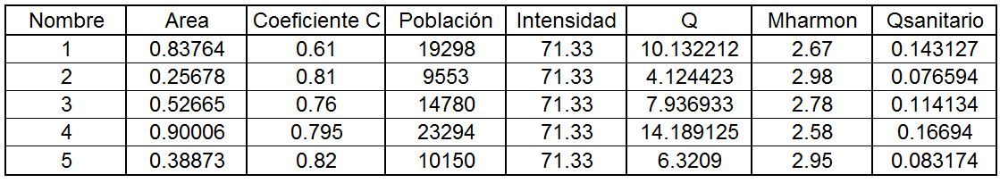 Nombre Area Coeficiente C Población Intensidad Q Mharmon Qsanitario
1 0.83764 0.61 19298 71.33 10.132212 2.67 0.143127
2 0.25678 0.81 9553 71.33 4.124423 2.98 0.076594
3 0.52665 0.76 14780 71.33 7.936933 2.78 0.114134
4 0.90006 0.795 23294 71.33 14.189125 2.58 0.16694
5 0.38873 0.82 10150 71.33 6.3209 2.95 0.083174